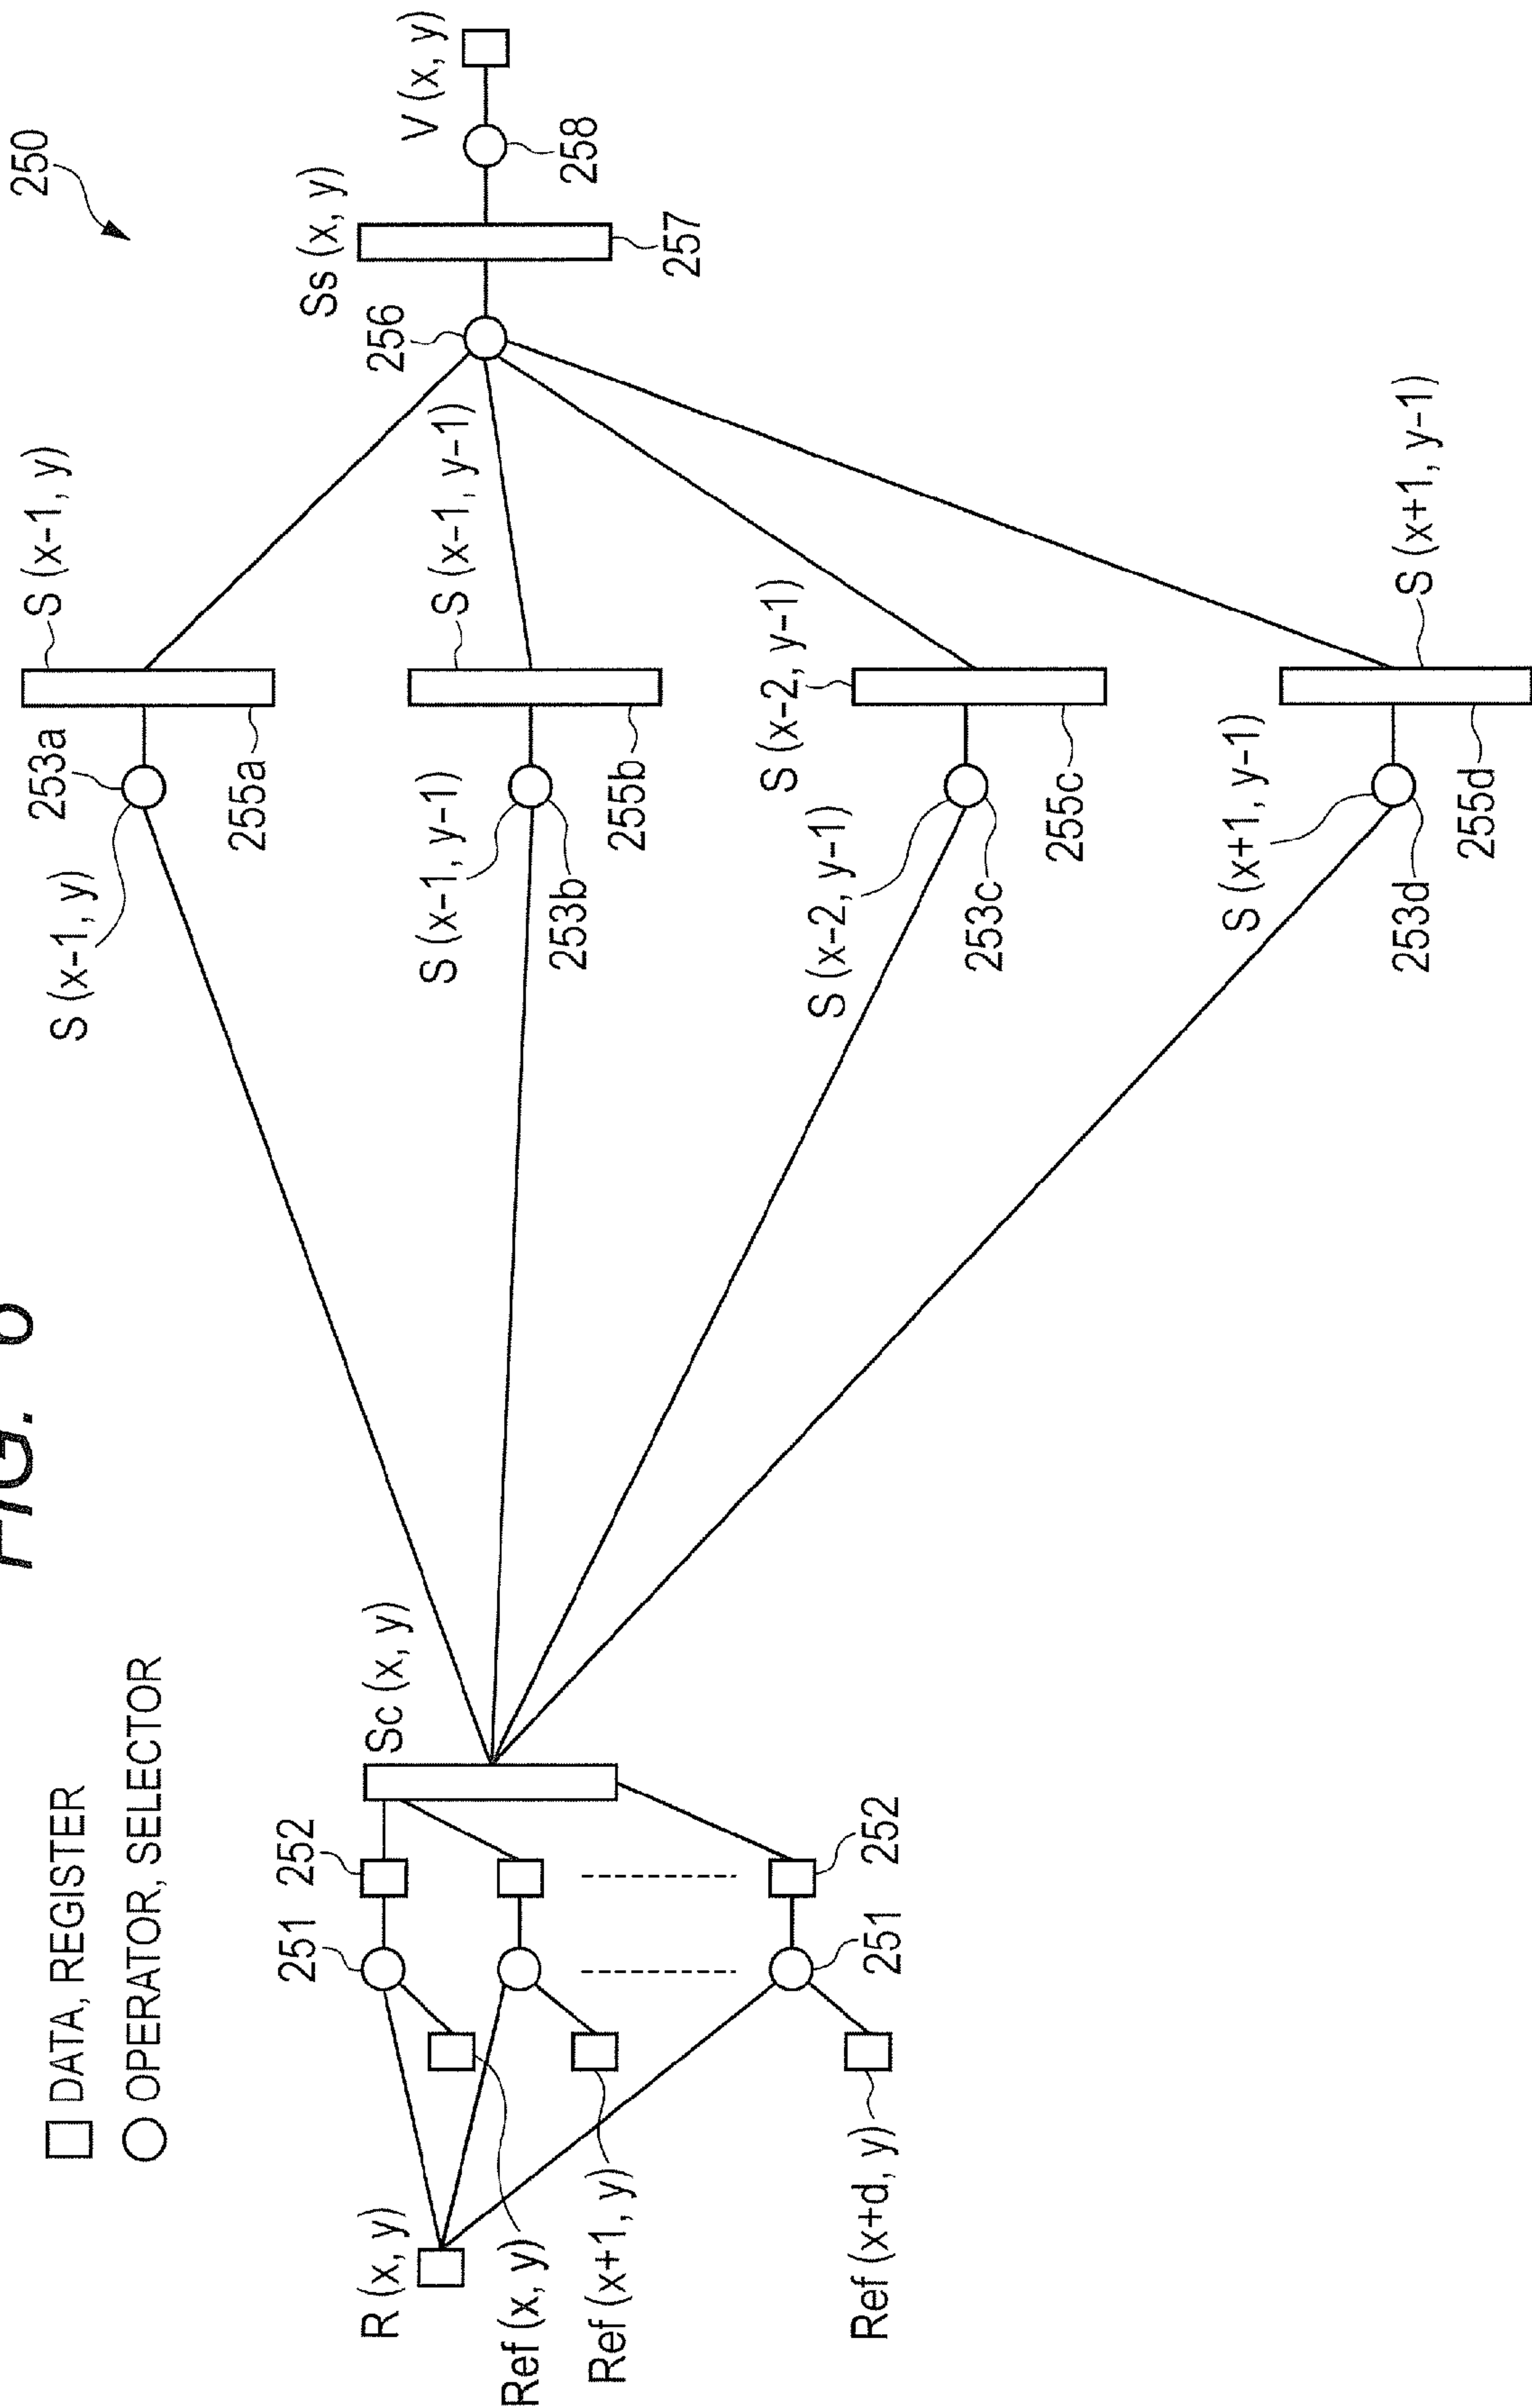 FIG. 6
DATA, REGISTER
OPERATOR, SELECTOR
250
R (x, y)
Ref (x, y)
Ref (x+1, y)
Ref (x+d, y)
251
252
251
252
Sc (x, y)
S (x-1, y)
253a
255a
S (x-1, y)
S (x-1, y-1)
253b
255b
S (x-1, y-1)
S (x-2, y-1)
253c
255c
S (x-2, y-1)
S (x+1, y-1)
253d
255d
S (x+1, y-1)
256
Ss (x, y)
257
258
V (x, y)